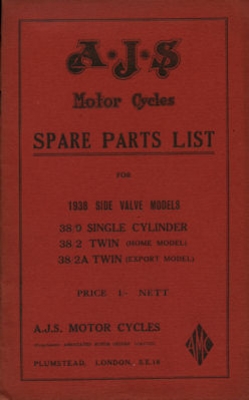 A·J·S
Motor Cycles
SPARE PARTS LIST
FOR
1938 SIDE VALVE MODELS
38/9 SINGLE CYLINDER
38/2 TWIN (HOME MODEL)
38/2A TWIN (EXPORT MODEL)
PRICE 1/- NETT
A.J.S. MOTOR CYCLES
AMC
PLUMSTEAD, LONDON, S.E.18